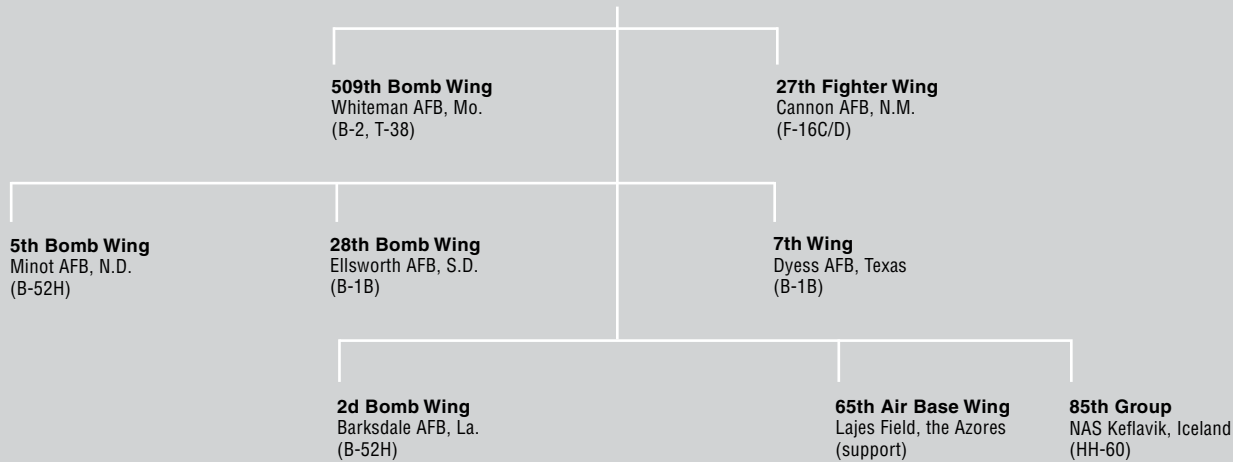 509th Bomb Wing
Whiteman AFB, Mo.
(B-2, T-38)
27th Fighter Wing
Cannon AFB, N.M.
(F-16C/D)
5th Bomb Wing
Minot AFB, N.D.
(B-52H)
28th Bomb Wing
Ellsworth AFB, S.D.
(B-1B)
7th Wing
Dyess AFB, Texas
(B-1B)
2d Bomb Wing
Barksdale AFB, La.
(B-52H)
65th Air Base Wing
Lajes Field, the Azores
(support)
85th Group
NAS Keflavik, Iceland
(HH-60)